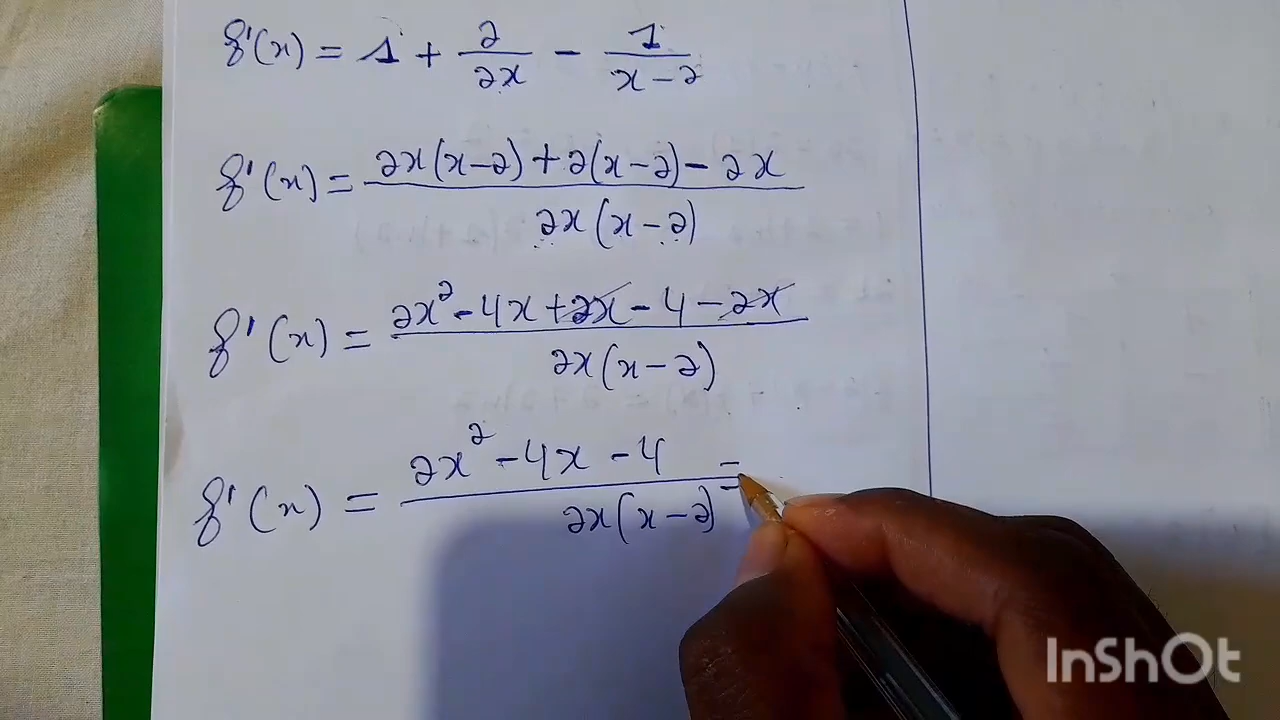 f'(x) = 1 + 2/2x - 1/x-2
f'(x) = 2x(x-2)+2(x-2)-2x / 2x(x-2)
f'(x) = 2x²-4x+2x-4-2x / 2x(x-2)
f'(x) = 2x²-4x-4 / 2x(x-2) =
InShOt